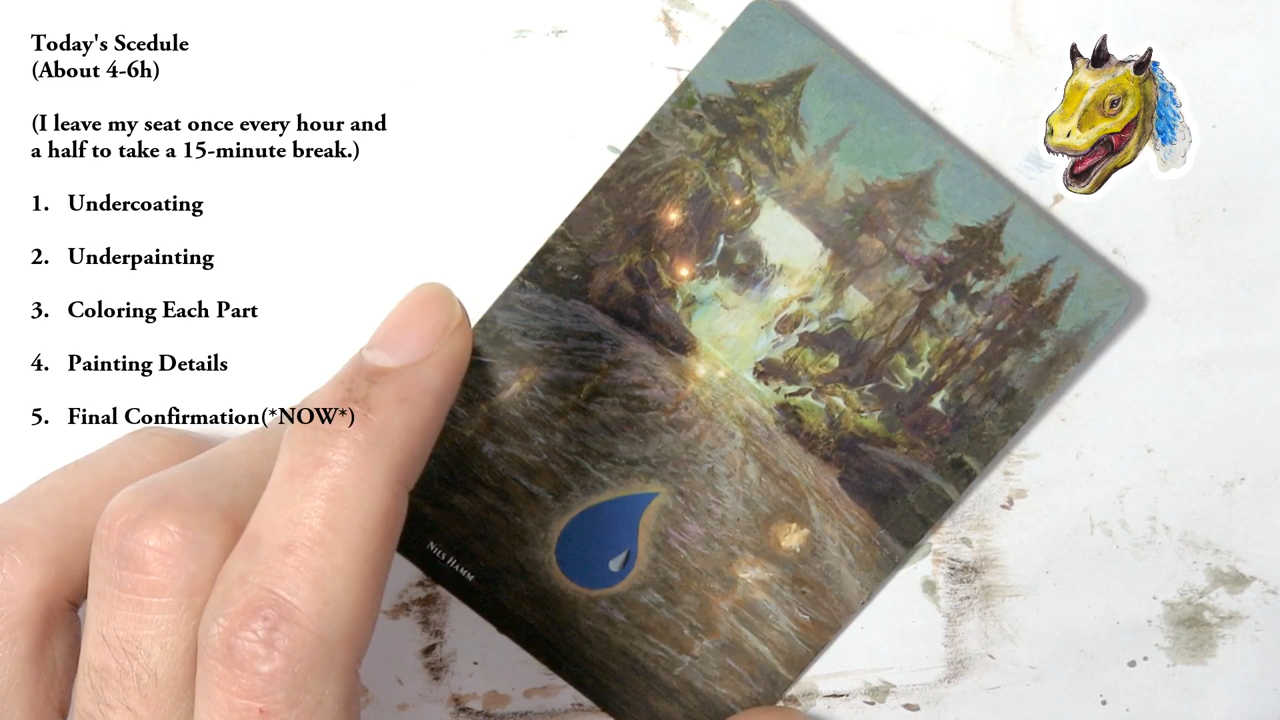 Today's Scedule
(About 4-6h)
(I leave my seat once every hour and
a half to take a 15-minute break.)
1. Undercoating
2. Underpainting
3. Coloring Each Part
4. Painting Details
5. Final Confirmation(*NOW*)
NILS HAMM